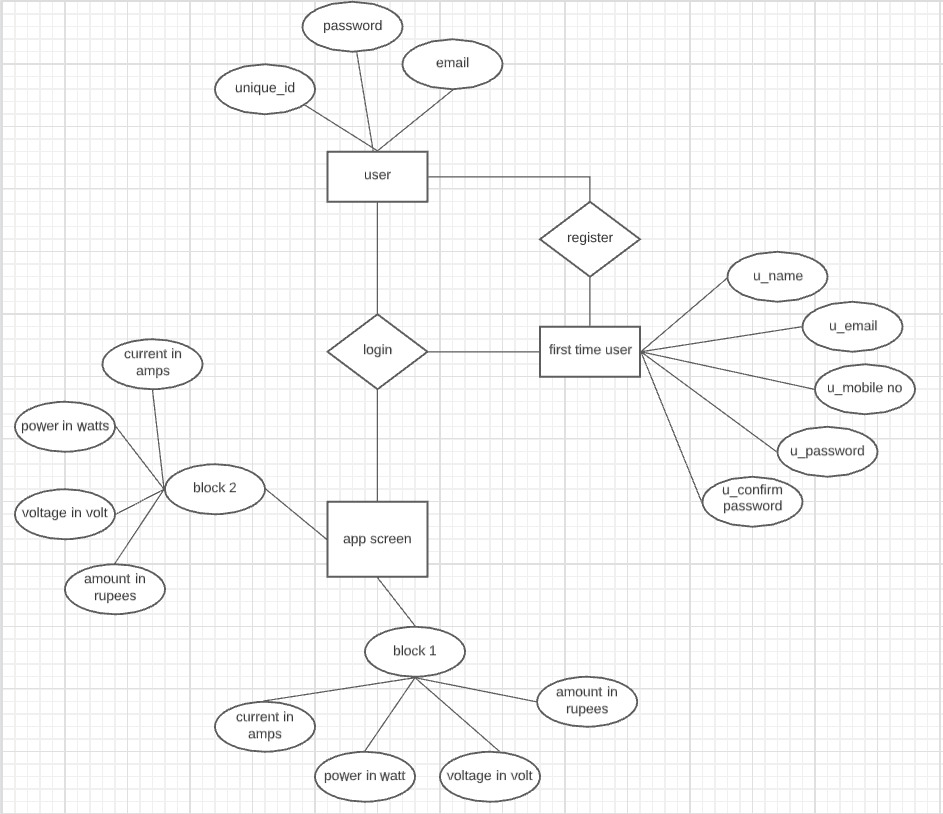 password
email
unique_id
user
register
u_name
u_email
login
first time user
current in
amps
u_mobile no
power in watts
u_password
block 2
u_confirm
password
voltage in volt
app screen
amount in
rupees
block 1
amount in
rupees
current in
amps
power in watt
voltage in volt